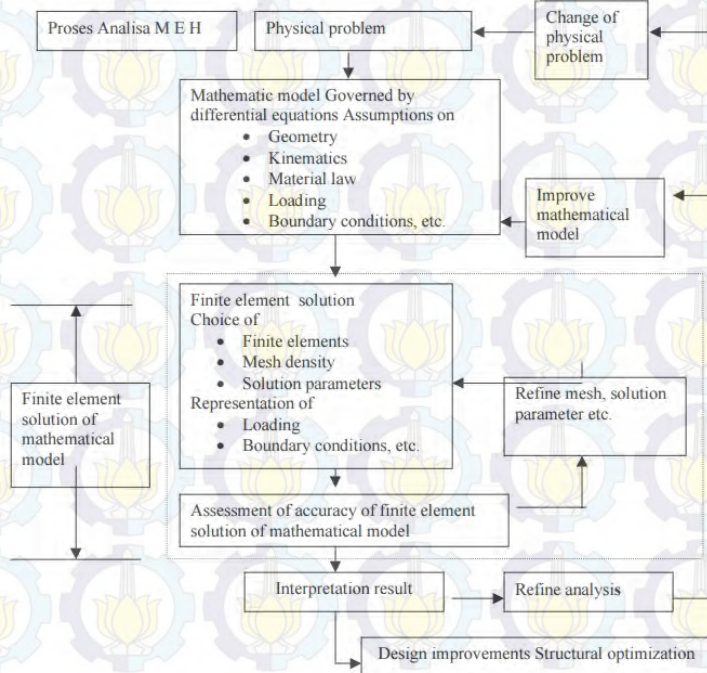 Proses Analisa M E H
Physical problem
Change of
physical
problem
Mathematic model Governed by
differential equations Assumptions on
• Geometry
• Kinematics
• Material law
• Loading
• Boundary conditions, etc.
Improve
mathematical
model
Finite element solution
Choice of
• Finite elements
• Mesh density
• Solution parameters
Representation of
• Loading
• Boundary conditions, etc.
Finite element
solution of
mathematical
model
Refine mesh, solution
parameter etc.
Assessment of accuracy of finite element
solution of mathematical model
Interpretation result
Refine analysis
Design improvements Structural optimization